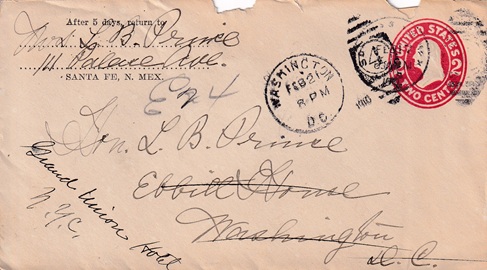 After 5 days, return to
Mrs L. B. Prince
111 Palace Ave.
SANTA FE, N. MEX.
WASHINGTON
FEB 21
8 PM
D.C.
UNITED STATES
2
TWO CENTS
Hon. L. B. Prince
Ebbitt House
Washington
D. C.
Grand Union Hotel
N.Y.C.